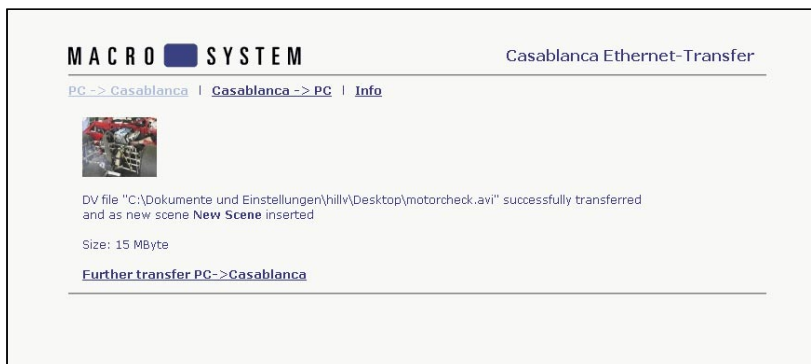 MACRO SYSTEM
Casablanca Ethernet-Transfer
PC -> Casablanca | Casablanca -> PC | Info
DV file "C:\Dokumente und Einstellungen\hillv\Desktop\motorcheck.avi" successfully transferred
and as new scene New Scene inserted
Size: 15 MByte
Further transfer PC->Casablanca